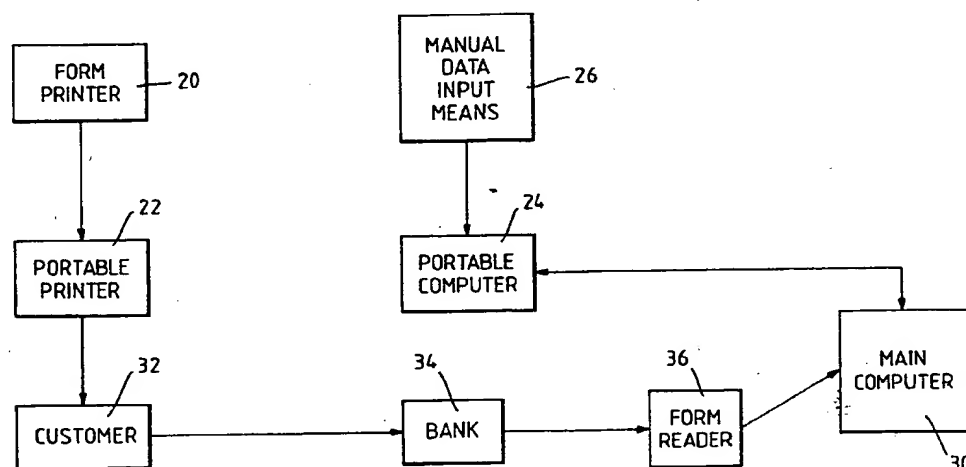 FORM
PRINTER
20
MANUAL
DATA
INPUT
MEANS
26
22
PORTABLE
PRINTER
24
PORTABLE
COMPUTER
32
CUSTOMER
34
BANK
36
FORM
READER
MAIN
COMPUTER
30